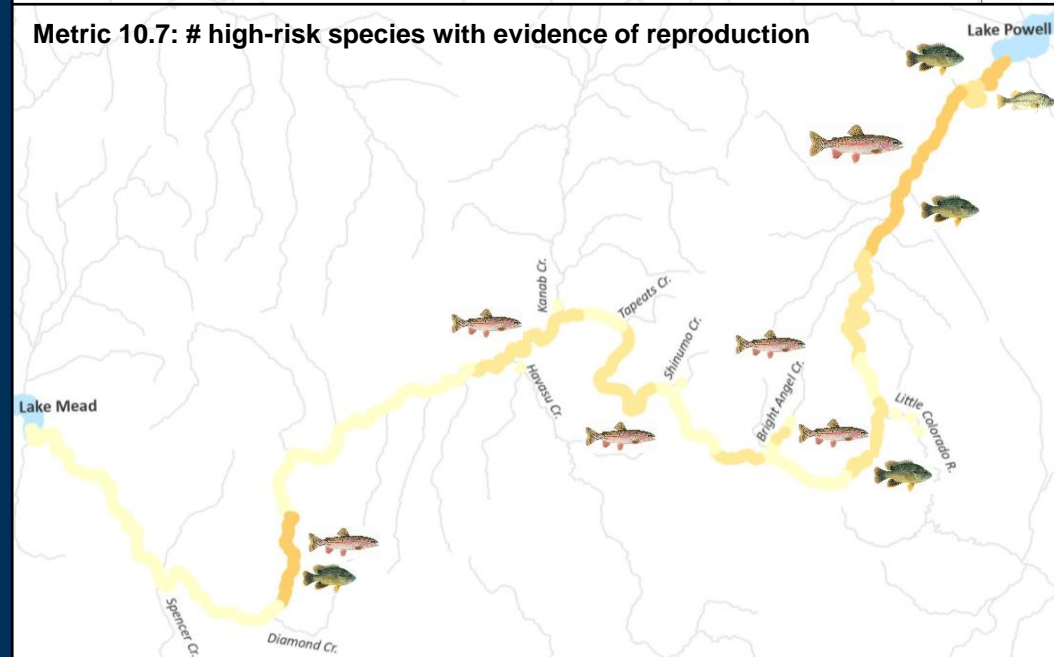 Metric 10.7: # high-risk species with evidence of reproduction
Lake Powell
Kanab Cr.
Tapeats Cr.
Shinumo Cr.
Havasu Cr.
Bright Angel Cr.
Little Colorado R.
Lake Mead
Spencer Cr.
Diamond Cr.